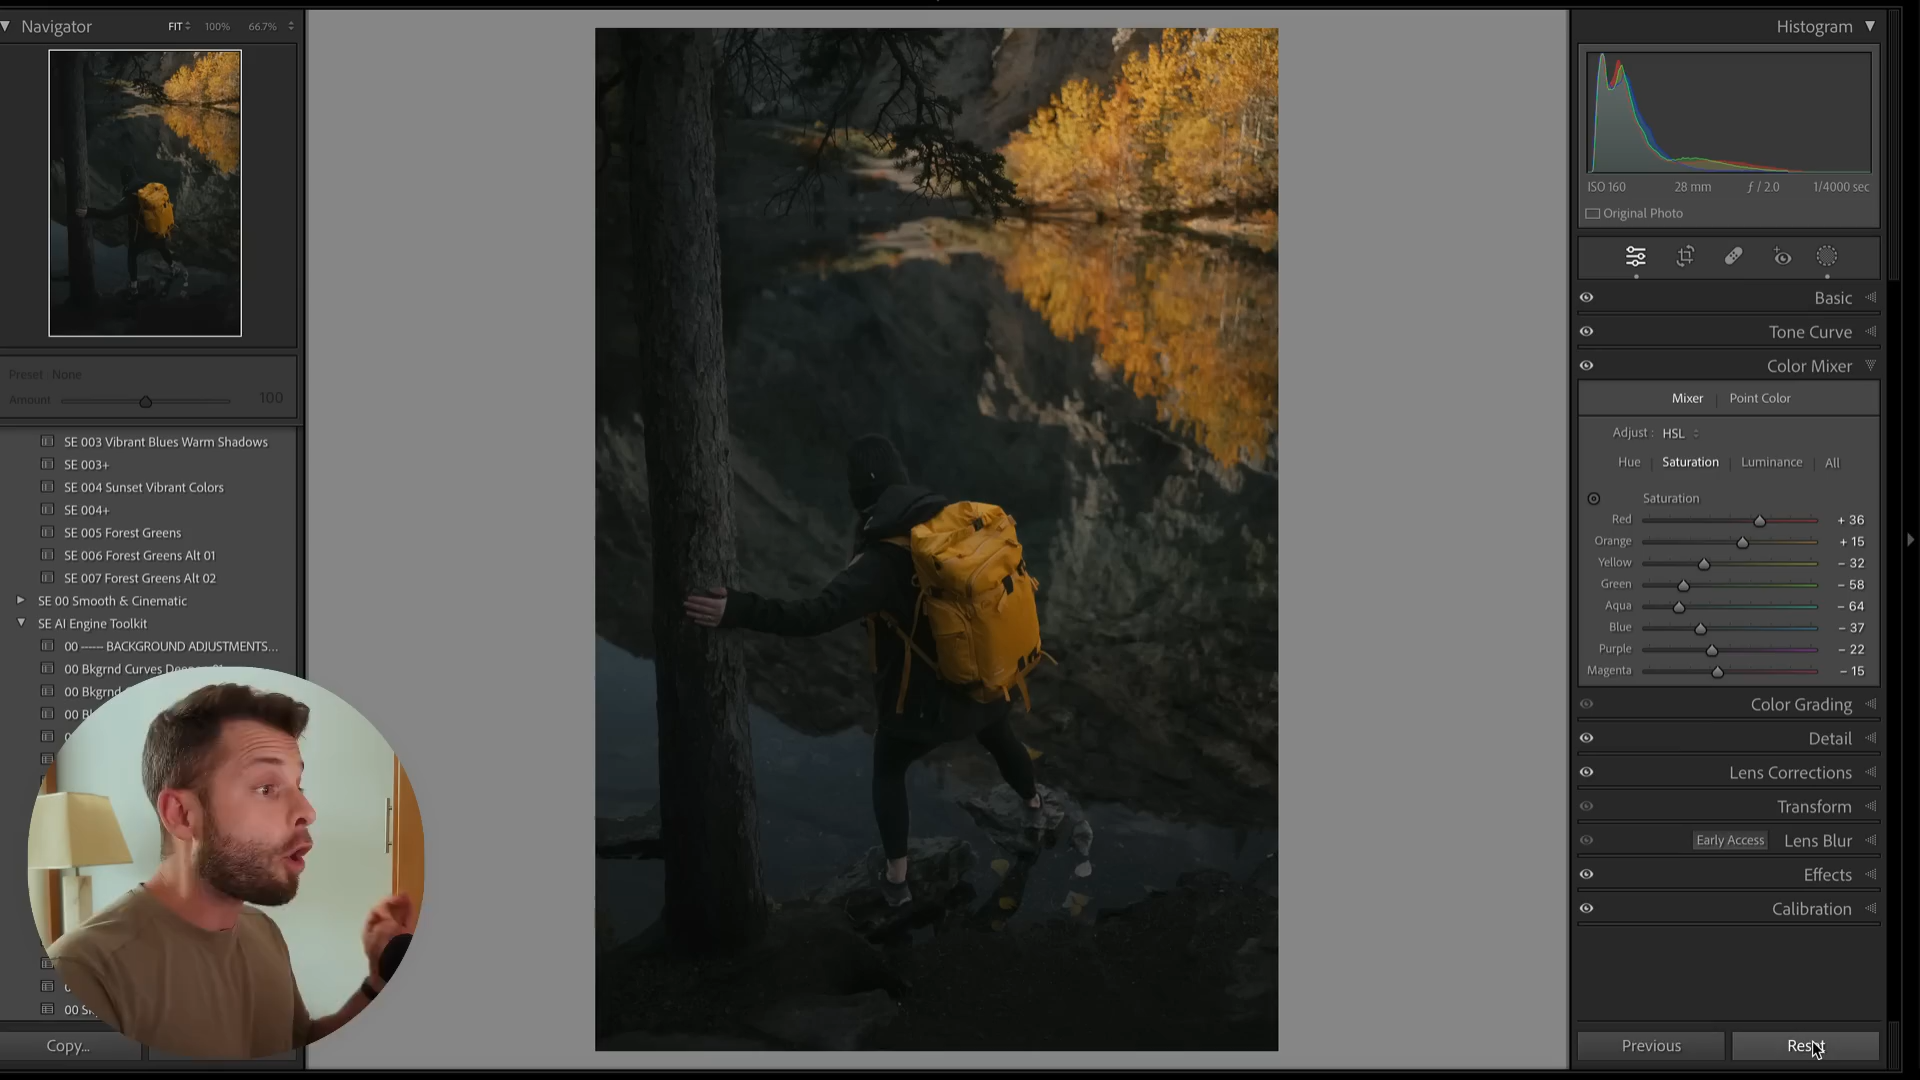 Navigator
FIT
100%
66.7%
Preset : None
Amount
100
SE 003 Vibrant Blues Warm Shadows
SE 003+
SE 004 Sunset Vibrant Colors
SE 004+
SE 005 Forest Greens
SE 006 Forest Greens Alt 01
SE 007 Forest Greens Alt 02
SE 00 Smooth & Cinematic
SE AI Engine Toolkit
00 ------ BACKGROUND ADJUSTMENTS...
00 Bkgrnd Curves
00 Bkgrnd
00
Copy...
Histogram
ISO 160
28 mm
ƒ / 2.0
1/4000 sec
Original Photo
Basic
Tone Curve
Color Mixer
Mixer
Point Color
Adjust : HSL
Hue
Saturation
Luminance
All
Saturation
Red + 36
Orange + 15
Yellow - 32
Green - 58
Aqua - 64
Blue - 37
Purple - 22
Magenta - 15
Color Grading
Detail
Lens Corrections
Transform
Early Access
Lens Blur
Effects
Calibration
Previous
Reset